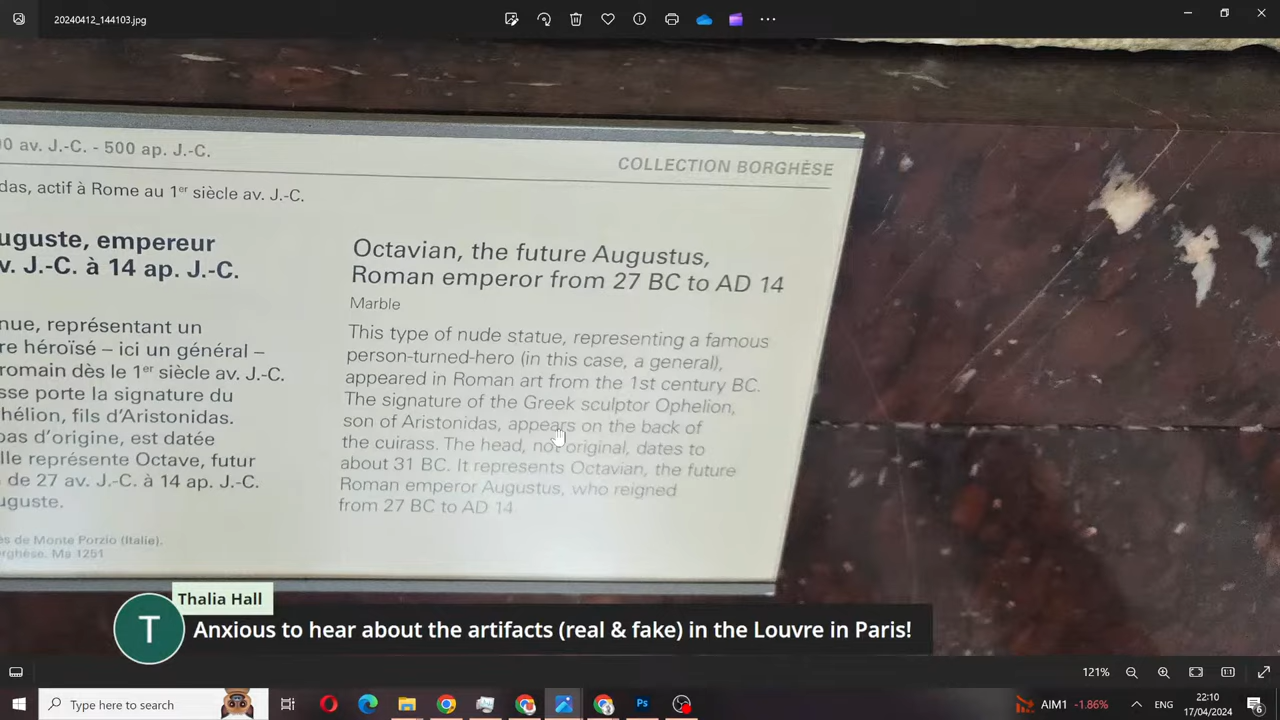 20240412_144103.jpg
0 av. J.-C. - 500 ap. J.-C.
COLLECTION BORGHÈSE
das, actif à Rome au 1er siècle av. J.-C.
uguste, empereur
v. J.-C. à 14 ap. J.-C.
nue, représentant un
re héroïsé – ici un général –
romain dès le 1er siècle av. J.-C.
sse porte la signature du
hélion, fils d'Aristonidas.
pas d'origine, est datée
lle représente Octave, futur
de 27 av. J.-C. à 14 ap. J.-C.
uguste.
ès de Monte Porzio (Italie).
orghèse. Ma 1251
Octavian, the future Augustus,
Roman emperor from 27 BC to AD 14
Marble
This type of nude statue, representing a famous
person-turned-hero (in this case, a general),
appeared in Roman art from the 1st century BC.
The signature of the Greek sculptor Ophelion,
son of Aristonidas, appears on the back of
the cuirass. The head, not original, dates to
about 31 BC. It represents Octavian, the future
Roman emperor Augustus, who reigned
from 27 BC to AD 14
Thalia Hall
T
Anxious to hear about the artifacts (real & fake) in the Louvre in Paris!
121%
Type here to search
AIM1 -1.86%
ENG
22:10
17/04/2024
6